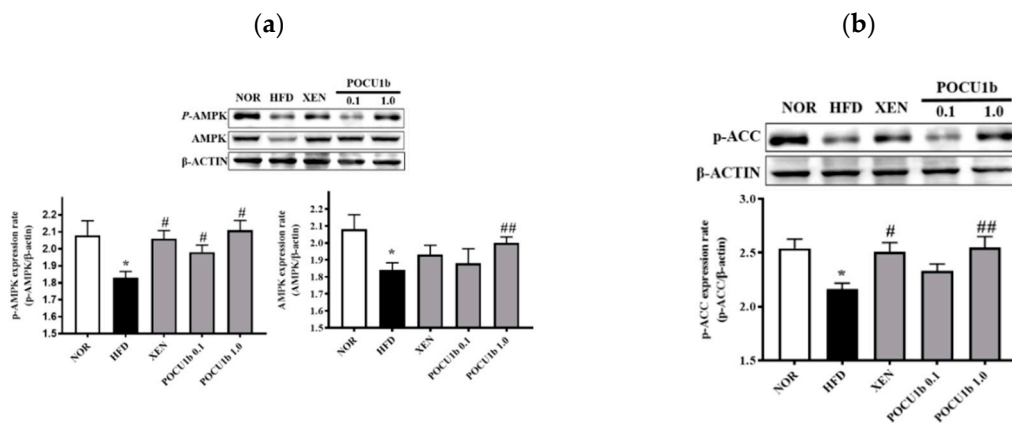 (a)
(b)
POCU1b
NOR HFD XEN 0.1 1.0
P-AMPK
AMPK
β-ACTIN
POCU1b
NOR HFD XEN
0.1 1.0
p-ACC
β-ACTIN
p-AMPK expression rate
(p-AMPK/β-actin)
2.2
2.1
2.0
1.9
1.8
1.7
1.6
1.5
*
#
#
#
NOR
HFD
XEN
POCU1b 0.1
POCU1b 1.0
AMPK expression rate
(AMPK/β-actin)
2.2
2.1
2.0
1.9
1.8
1.7
1.6
1.5
*
##
NOR
HFD
XEN
POCU1b 0.1
POCU1b 1.0
p-ACC expression rate
(p-ACC/β-actin)
3.0
2.5
2.0
1.5
*
#
##
NOR
HFD
XEN
POCU1b 0.1
POCU1b 1.0